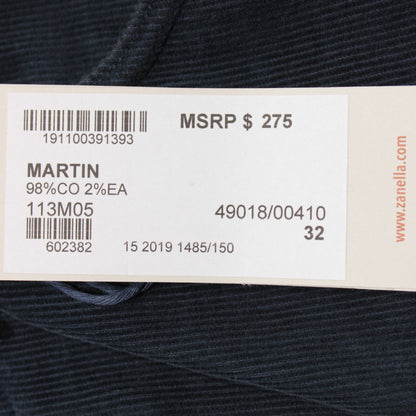 MSRP $ 275
191100391393
MARTIN
98%CO 2%EA
113M05
49018/00410
32
602382
15 2019 1485/150
www.zanella.com